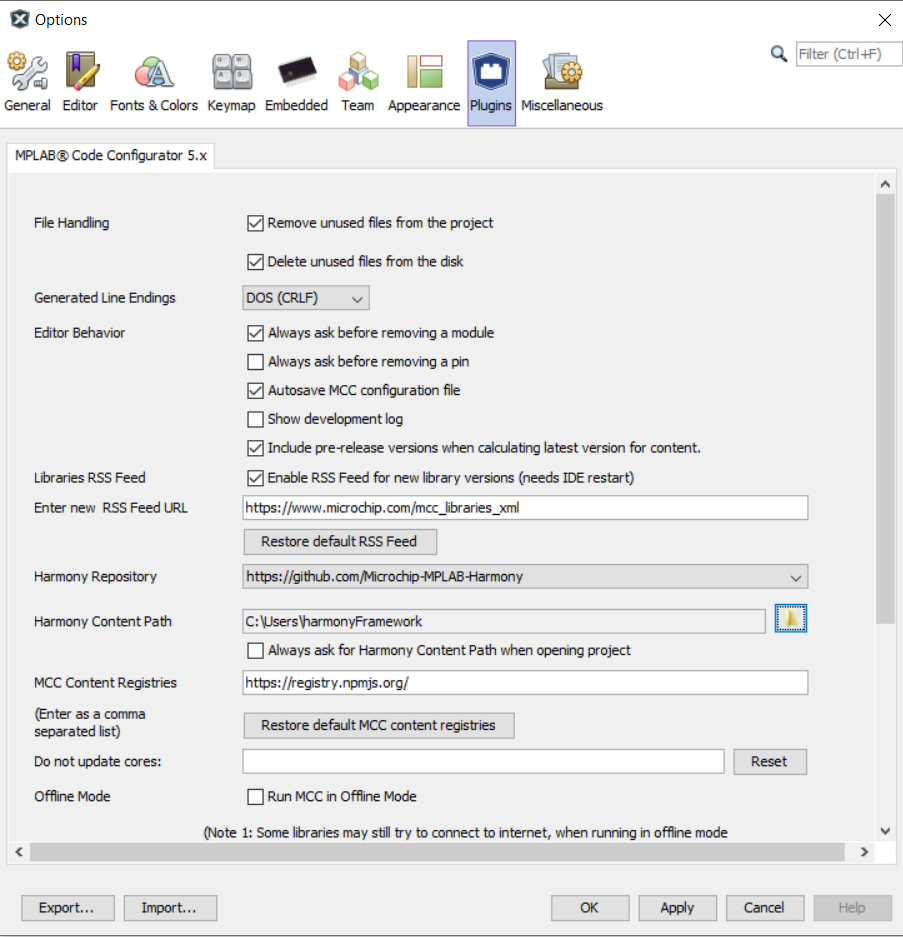 Options
Filter (Ctrl+F)
General Editor Fonts & Colors Keymap Embedded Team Appearance Plugins Miscellaneous
MPLAB® Code Configurator 5.x
File Handling Remove unused files from the project
Delete unused files from the disk
Generated Line Endings DOS (CRLF)
Editor Behavior Always ask before removing a module
Always ask before removing a pin
Autosave MCC configuration file
Show development log
Include pre-release versions when calculating latest version for content.
Libraries RSS Feed Enable RSS Feed for new library versions (needs IDE restart)
Enter new RSS Feed URL https://www.microchip.com/mcc_libraries_xml
Restore default RSS Feed
Harmony Repository https://github.com/Microchip-MPLAB-Harmony
Harmony Content Path C:\Users\harmonyFramework
Always ask for Harmony Content Path when opening project
MCC Content Registries https://registry.npmjs.org/
(Enter as a comma
separated list) Restore default MCC content registries
Do not update cores: Reset
Offline Mode Run MCC in Offline Mode
(Note 1: Some libraries may still try to connect to internet, when running in offline mode
Export... Import... OK Apply Cancel Help